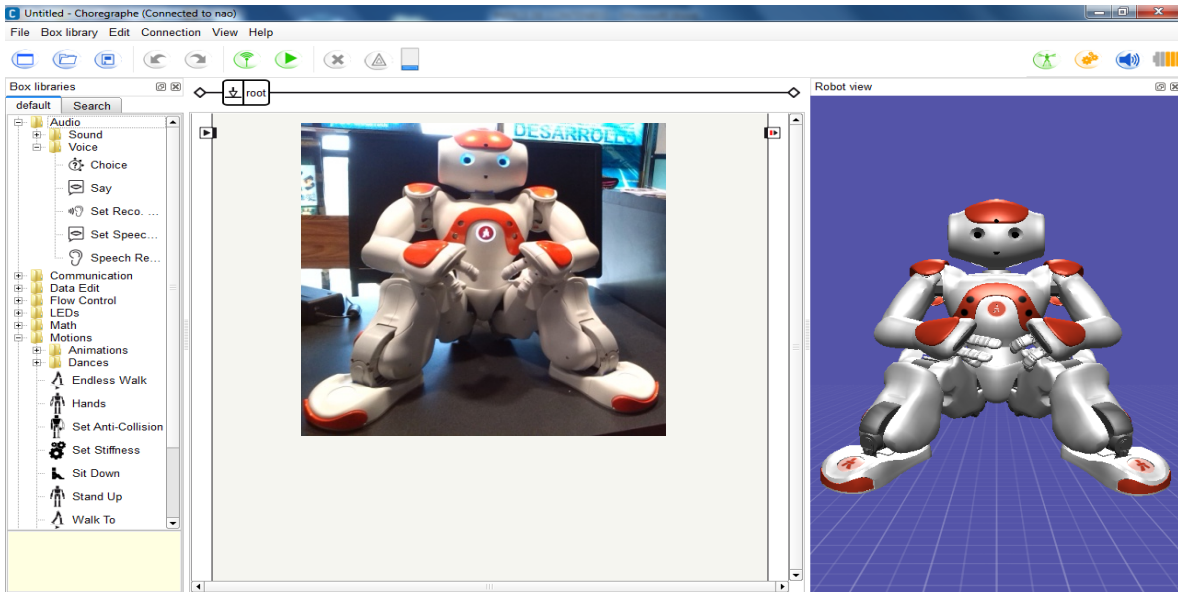 Untitled - Choregraphe (Connected to nao)
File Box library Edit Connection View Help
Box libraries
default Search
Audio
Sound
Voice
Choice
Say
Set Reco. ...
Set Speec...
Speech Re...
Communication
Data Edit
Flow Control
LEDs
Math
Motions
Animations
Dances
Endless Walk
Hands
Set Anti-Collision
Set Stiffness
Sit Down
Stand Up
Walk To
root
DESARROLLO
Robot view